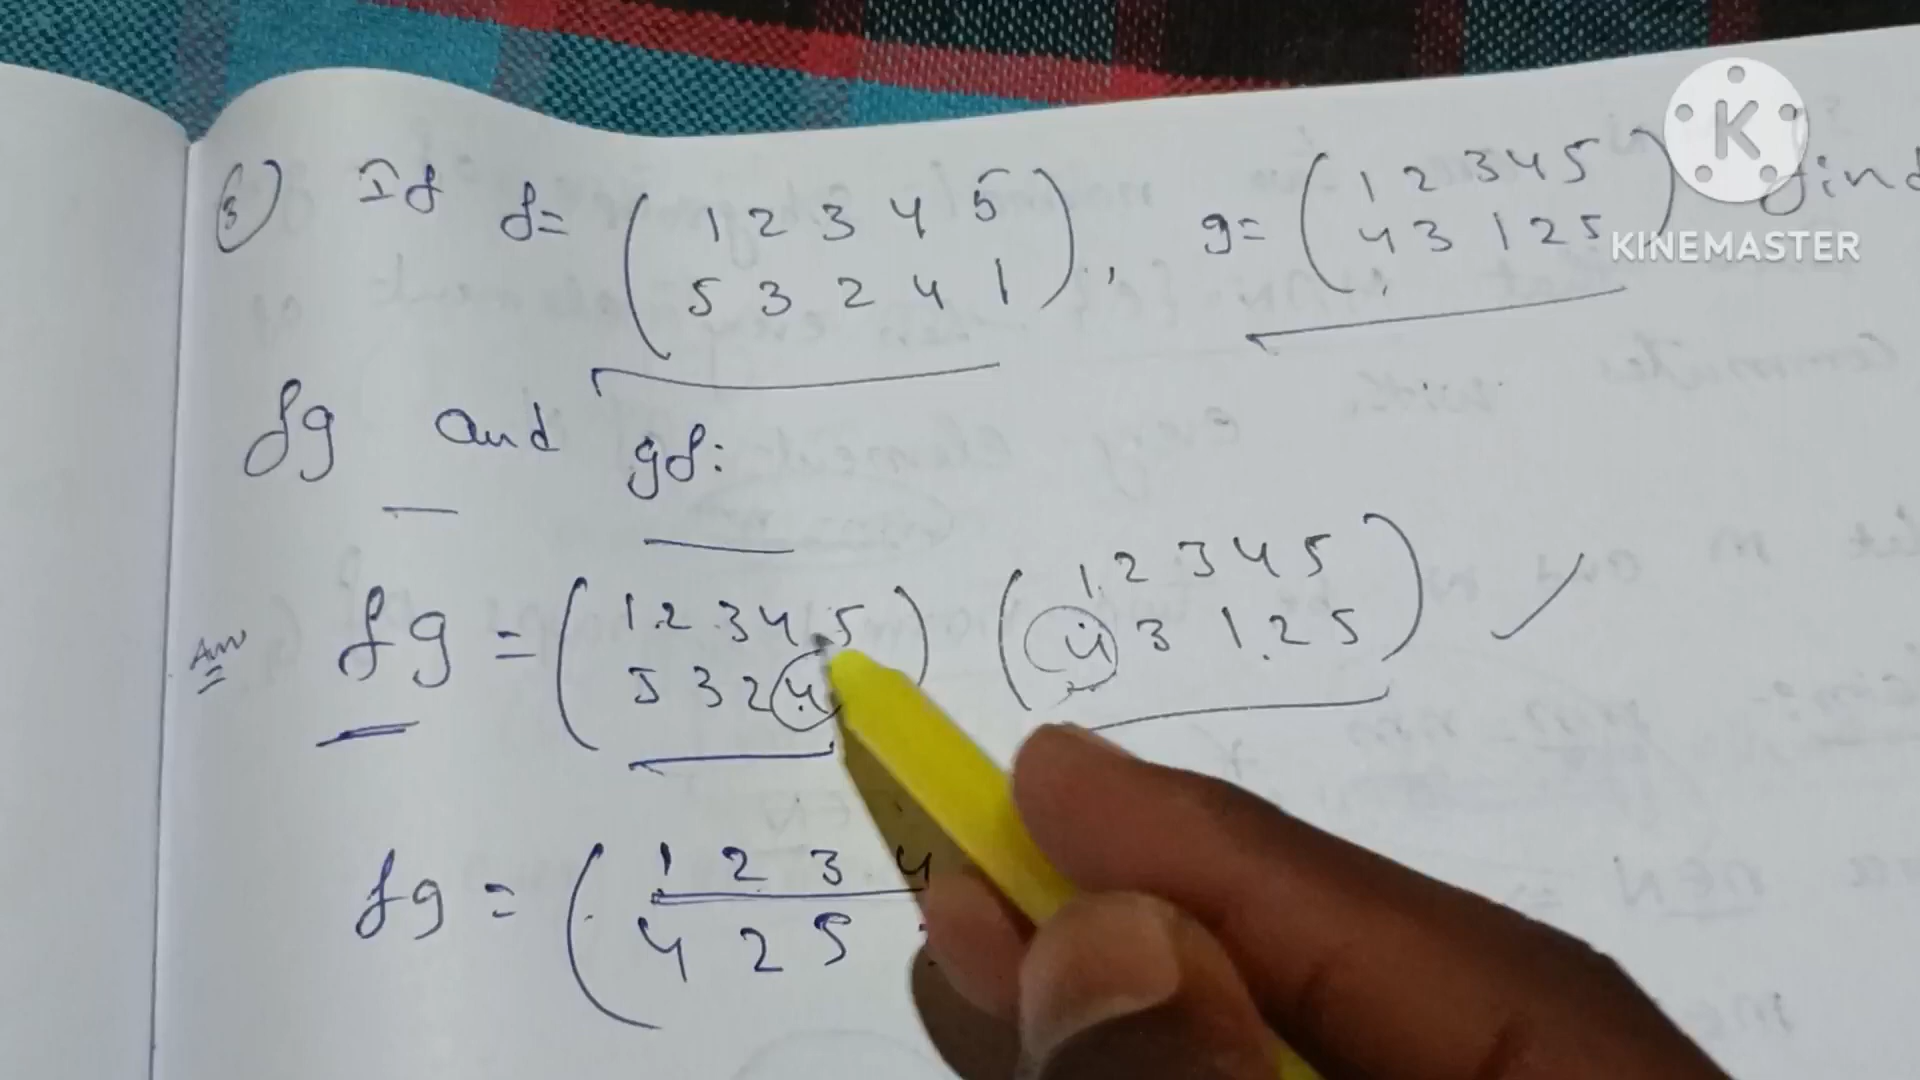 3) If f= ( 1 2 3 4 5 ), g= ( 1 2 3 4 5 ) find
5 3 2 4 1 4 3 1 2 5
K
KINEMASTER
fg and gf:
Ans fg = ( 1 2 3 4 5 ) ( 1 2 3 4 5 )
5 3 2 4 4 3 1 2 5
fg = ( 1 2 3 4
4 2 5